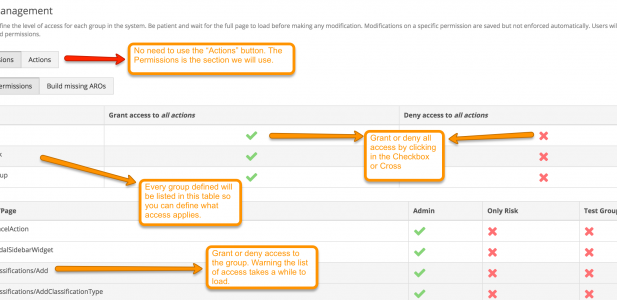 anagement
fine the level of access for each group in the system. Be patient and wait for the full page to load before making any modification. Modifications on a specific permission are saved but not enforced automatically. Users will
d permissions.
sions Actions
No need to use the "Actions" button. The
Permissions is the section we will use.
ermissions Build missing AROs
Grant access to all actions Deny access to all actions
Grant or deny all
access by clicking
in the Checkbox
or Cross
k
up
Every group defined will
be listed in this table so
you can define what
access applies.
/Page Admin Only Risk Test Group
ncelAction
dalSidebarWidget
Grant or deny access to
the group. Warning the list
of access takes a while to
load.
ssifications/Add
ssifications/AddClassificationType